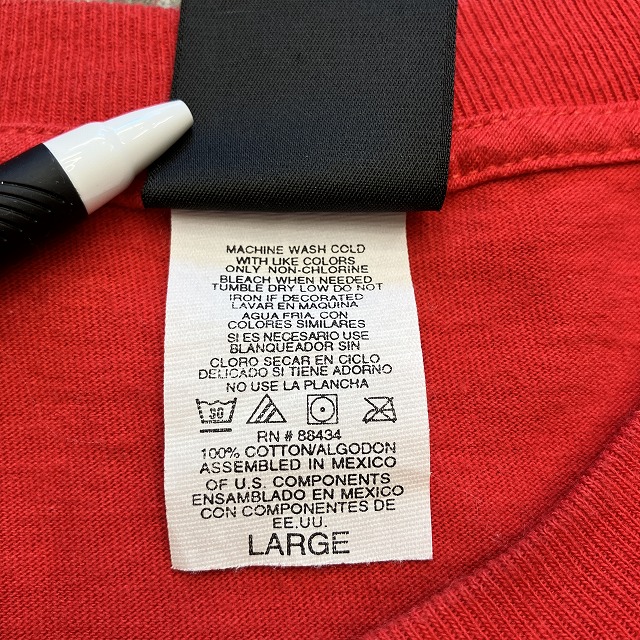 MACHINE WASH COLD
WITH LIKE COLORS
ONLY NON-CHLORINE
BLEACH WHEN NEEDED
TUMBLE DRY LOW DO NOT
IRON IF DECORATED
LAVAR EN MAQUINA
AGUA FRIA. CON
COLORES SIMILARES
SI ES NECESARIO USE
BLANQUEADOR SIN
CLORO SECAR EN CICLO
DELICADO SI TIENE ADORNO
NO USE LA PLANCHA
RN # 88434
100% COTTON/ALGODON
ASSEMBLED IN MEXICO
OF U.S. COMPONENTS
ENSAMBLADO EN MEXICO
CON COMPONENTES DE
EE.UU.
LARGE